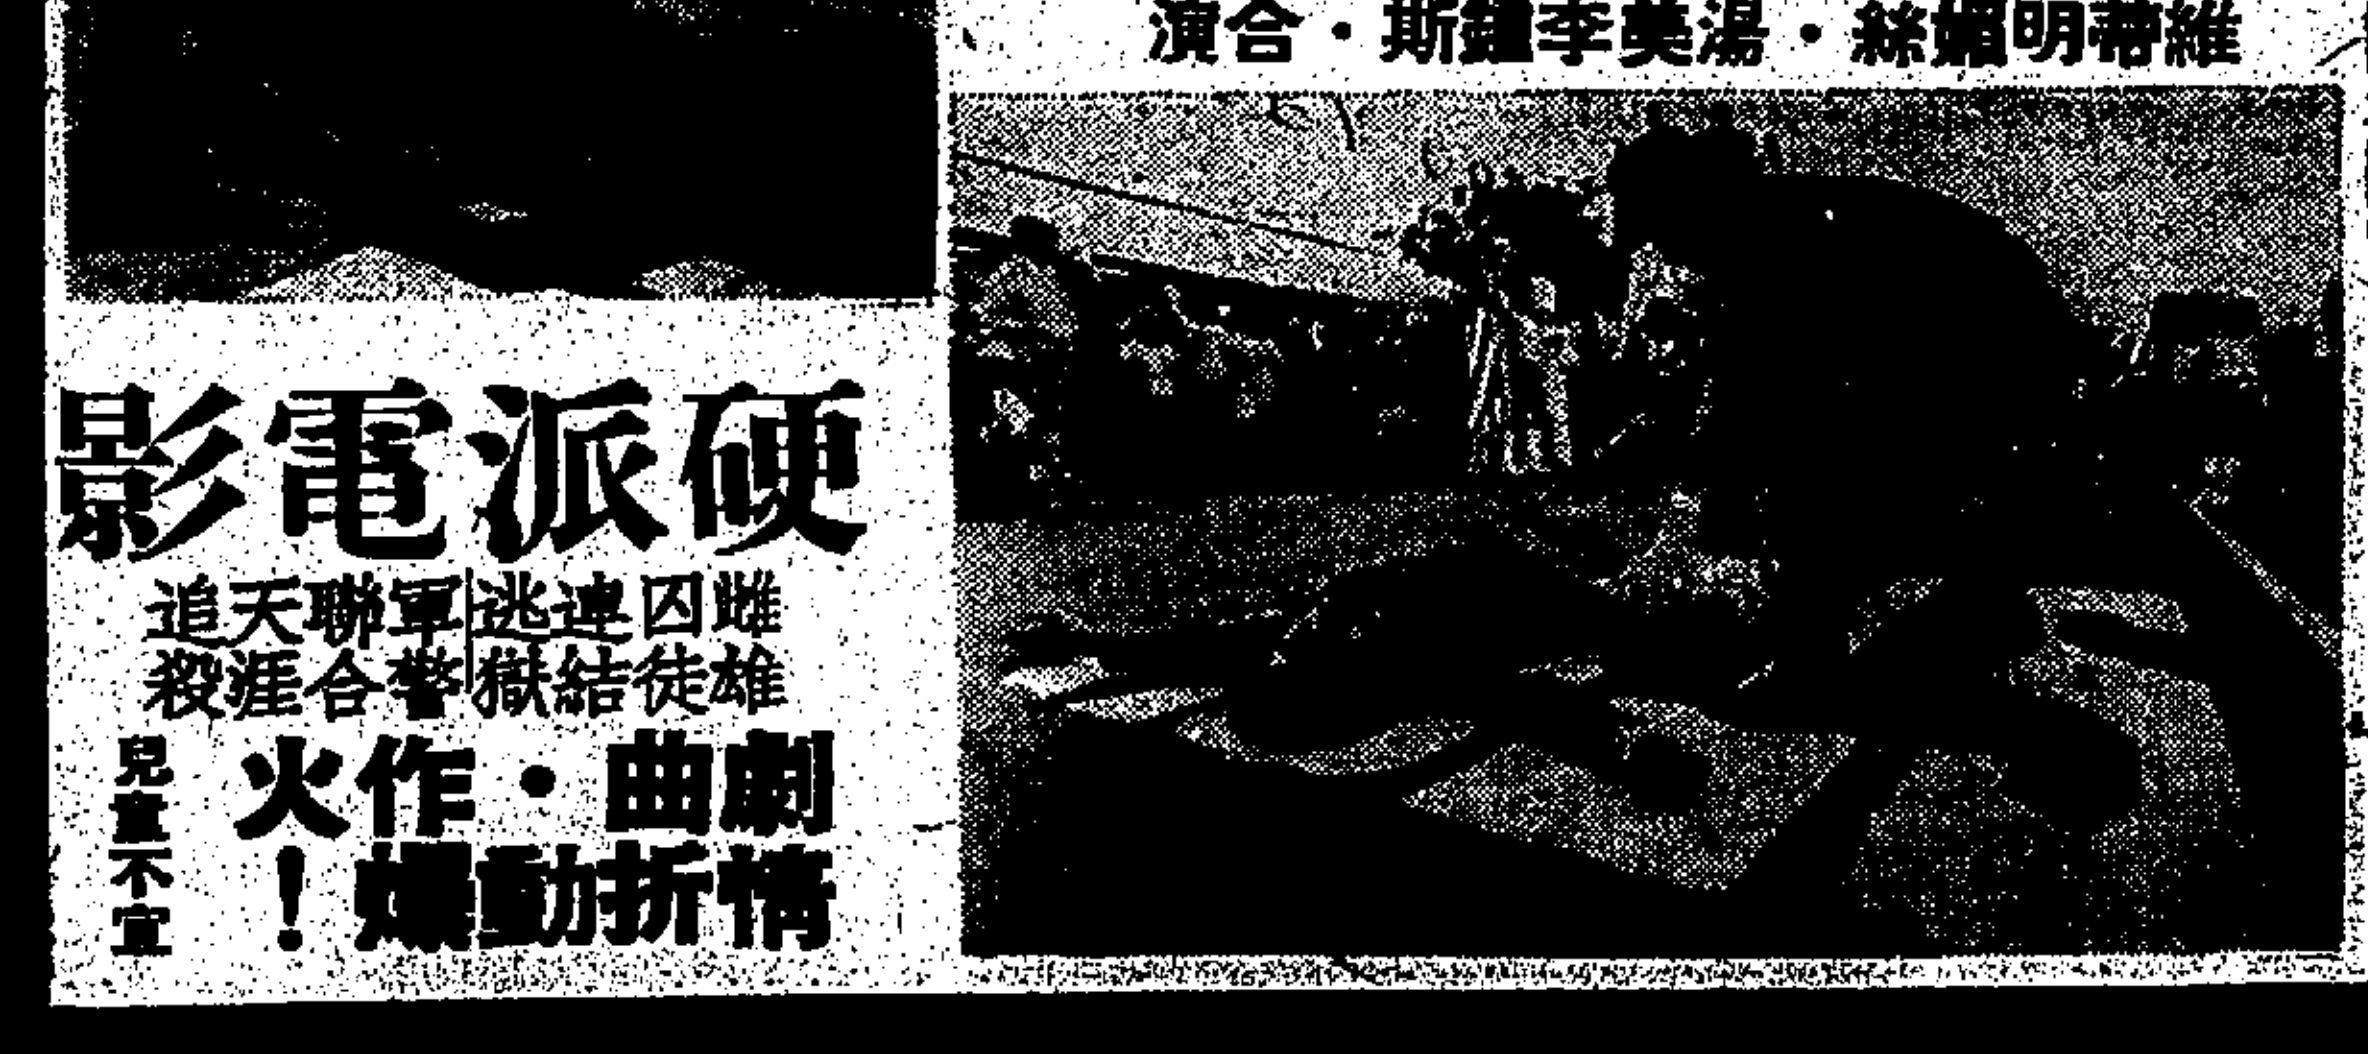 維蒂明媚絲・湯美李鐘斯・合演
硬派電影
雌雄囚徒連結逃獄
軍警聯合天涯追殺
劇情曲折・動作爆火！
兒童不宜